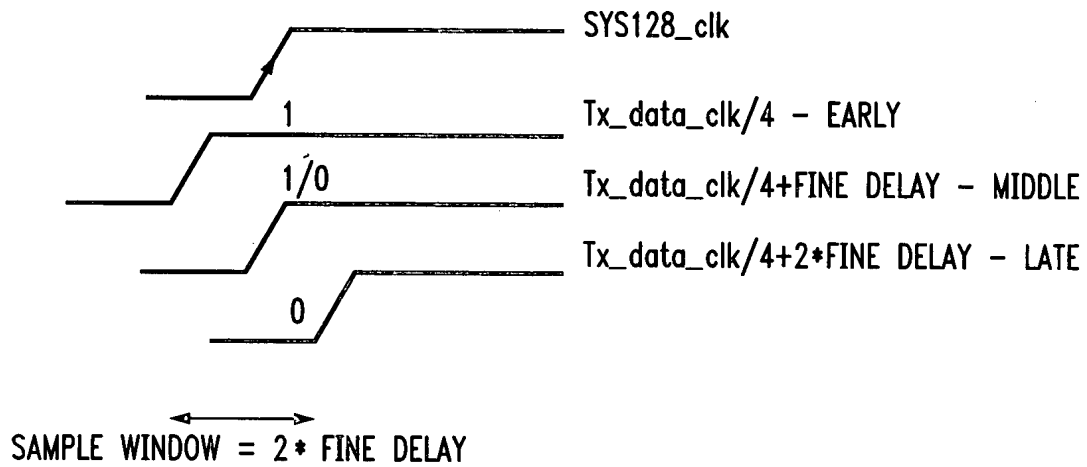 SYS128_clk
1
Tx_data_clk/4 - EARLY
1/0
Tx_data_clk/4+FINE DELAY - MIDDLE
Tx_data_clk/4+2*FINE DELAY - LATE
0
SAMPLE WINDOW = 2* FINE DELAY